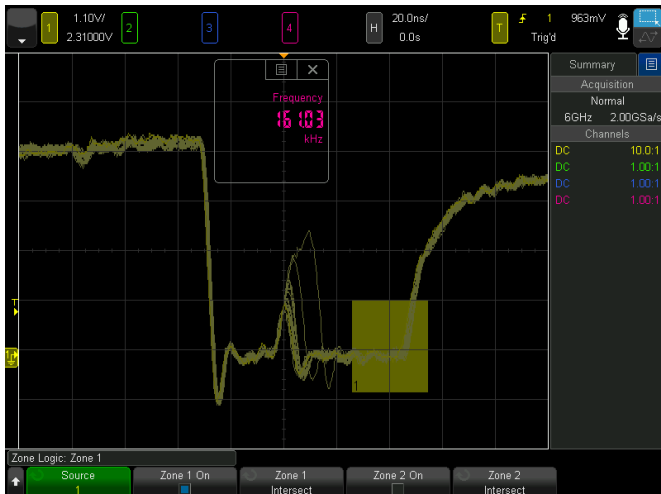 1 1.10V/ 2.31000V 2 3 4 H 20.0ns/ 0.0s T 1 963mV Trig'd
Summary
Acquisition
Normal
6GHz 2.00GSa/s
Channels
DC 10.0:1
DC 1.00:1
DC 1.00:1
DC 1.00:1
Frequency
161.03
kHz
T
1
1
Zone Logic: Zone 1
Source Zone 1 On Zone 1 Zone 2 On Zone 2
1 Intersect Intersect